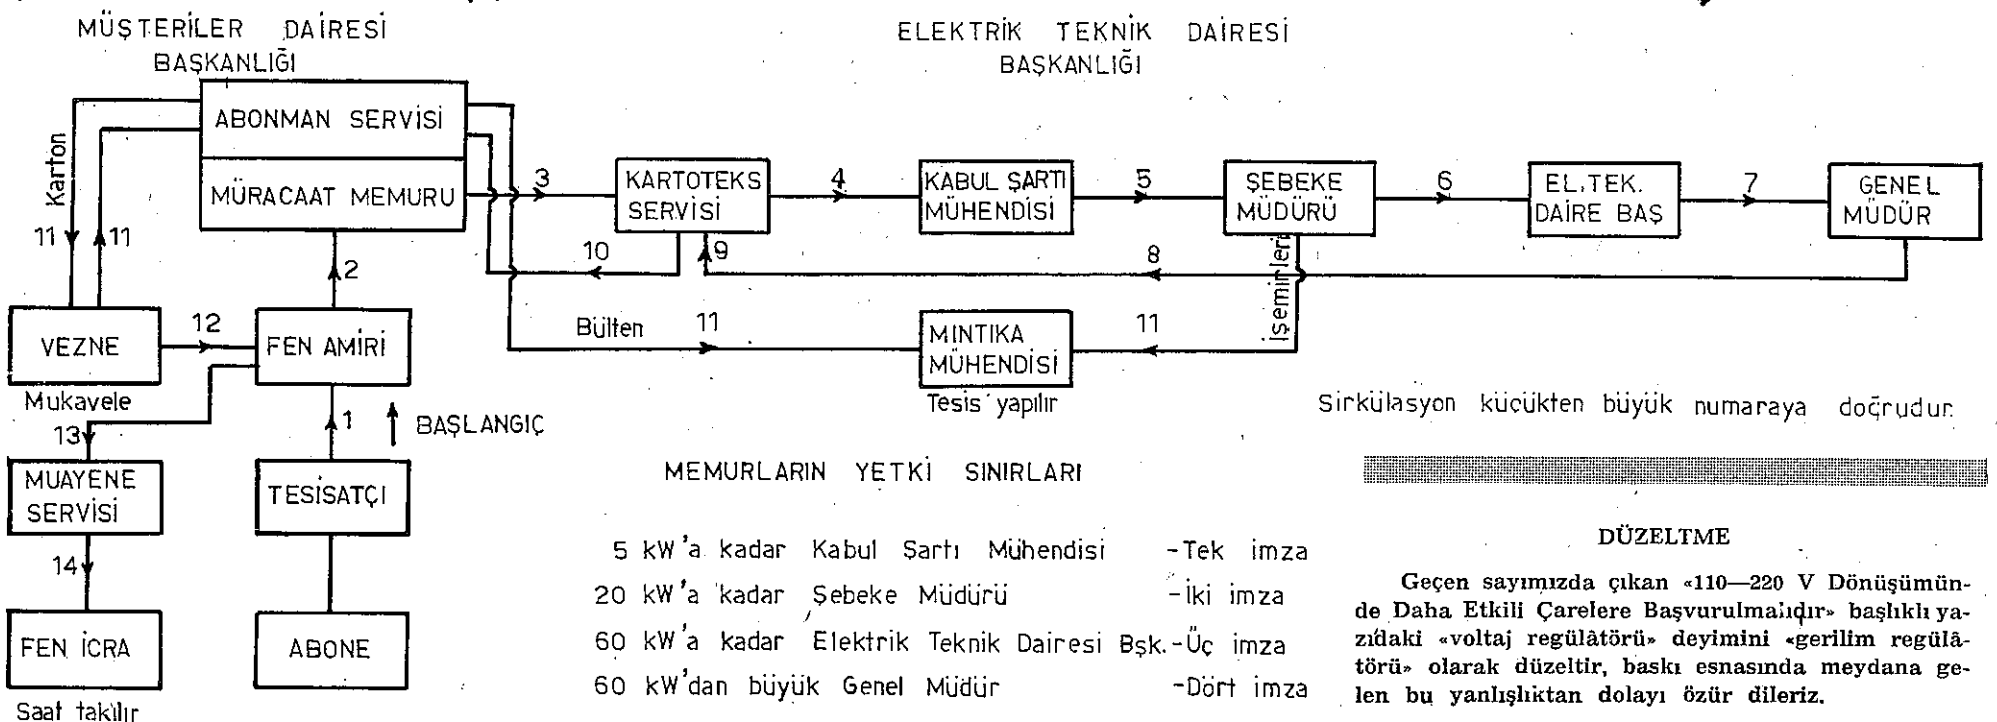 MÜŞTERİLER DAİRESİ
BAŞKANLIĞI
ELEKTRİK TEKNİK DAİRESİ
BAŞKANLIĞI
ABONMAN SERVİSİ
MÜRACAAT MEMURU
Karton
11
11
2
3
KARTOTEKS
SERVİSİ
4
KABUL ŞARTI
MÜHENDİSİ
5
ŞEBEKE
MÜDÜRÜ
6
EL.TEK.
DAİRE BAŞ
7
GENEL
MÜDÜR
10
9
8
İşemirleri
VEZNE
12
FEN AMİRİ
Bülten
11
MINTIKA
MÜHENDİSİ
11
Mukavele
Tesis yapılır
Sirkülasyon küçükten büyük numaraya doğrudur.
13
1
BAŞLANGIÇ
MUAYENE
SERVİSİ
TESİSATÇI
14
FEN İCRA
ABONE
Saat takılır
MEMURLARIN YETKİ SINIRLARI
5 kW'a kadar Kabul Şartı Mühendisi -Tek imza
20 kW'a kadar Şebeke Müdürü -İki imza
60 kW'a kadar Elektrik Teknik Dairesi Bşk.-Üç imza
60 kW'dan büyük Genel Müdür -Dört imza
DÜZELTME
Geçen sayımızda çıkan «110—220 V Dönüşümün-
de Daha Etkili Çarelere Başvurulmalıdır» başlıklı ya-
zıdaki «voltaj regülâtörü» deyimini «gerilim regülâ-
törü» olarak düzeltir, baskı esnasında meydana ge-
len bu yanlışlıktan dolayı özür dileriz.